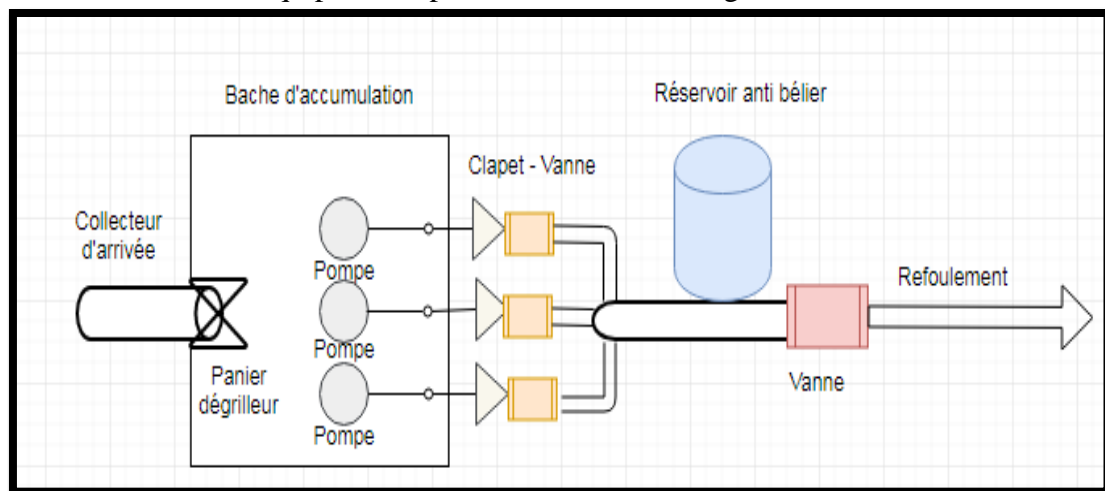 Bache d'accumulation
Réservoir anti bélier
Clapet - Vanne
Collecteur
d'arrivée
Pompe
Refoulement
Pompe
Panier
dégrilleur
Vanne
Pompe